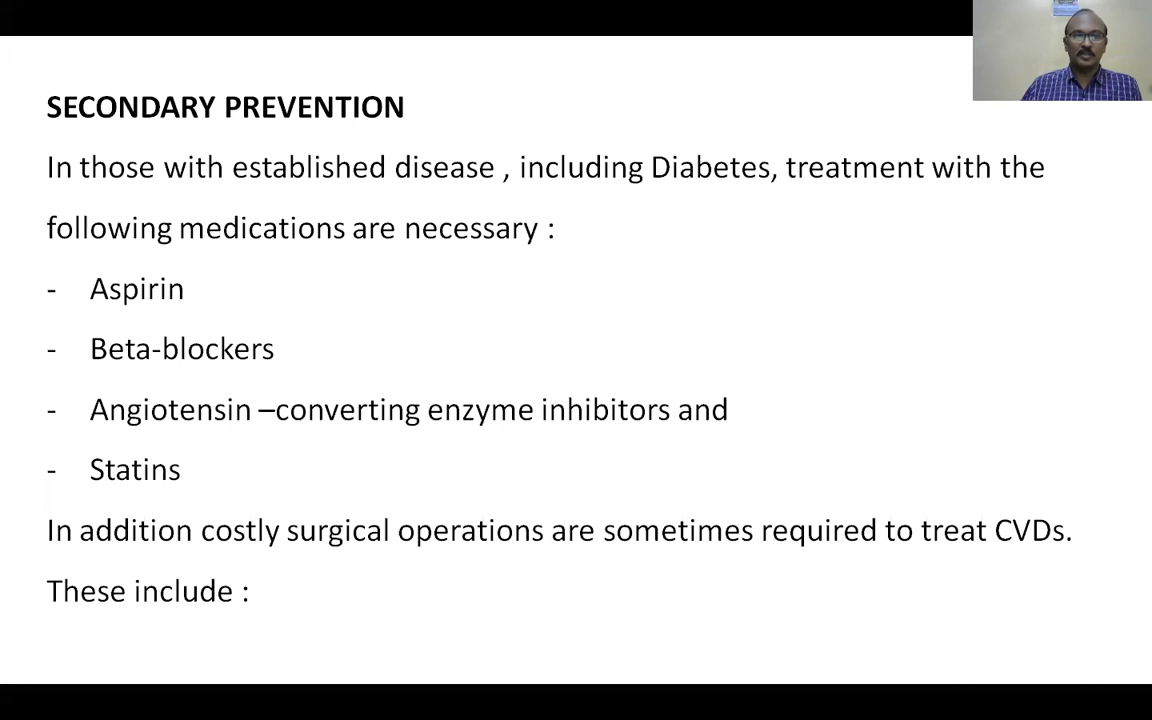 SECONDARY PREVENTION
In those with established disease , including Diabetes, treatment with the
following medications are necessary :
- Aspirin
- Beta-blockers
- Angiotensin –converting enzyme inhibitors and
- Statins
In addition costly surgical operations are sometimes required to treat CVDs.
These include :